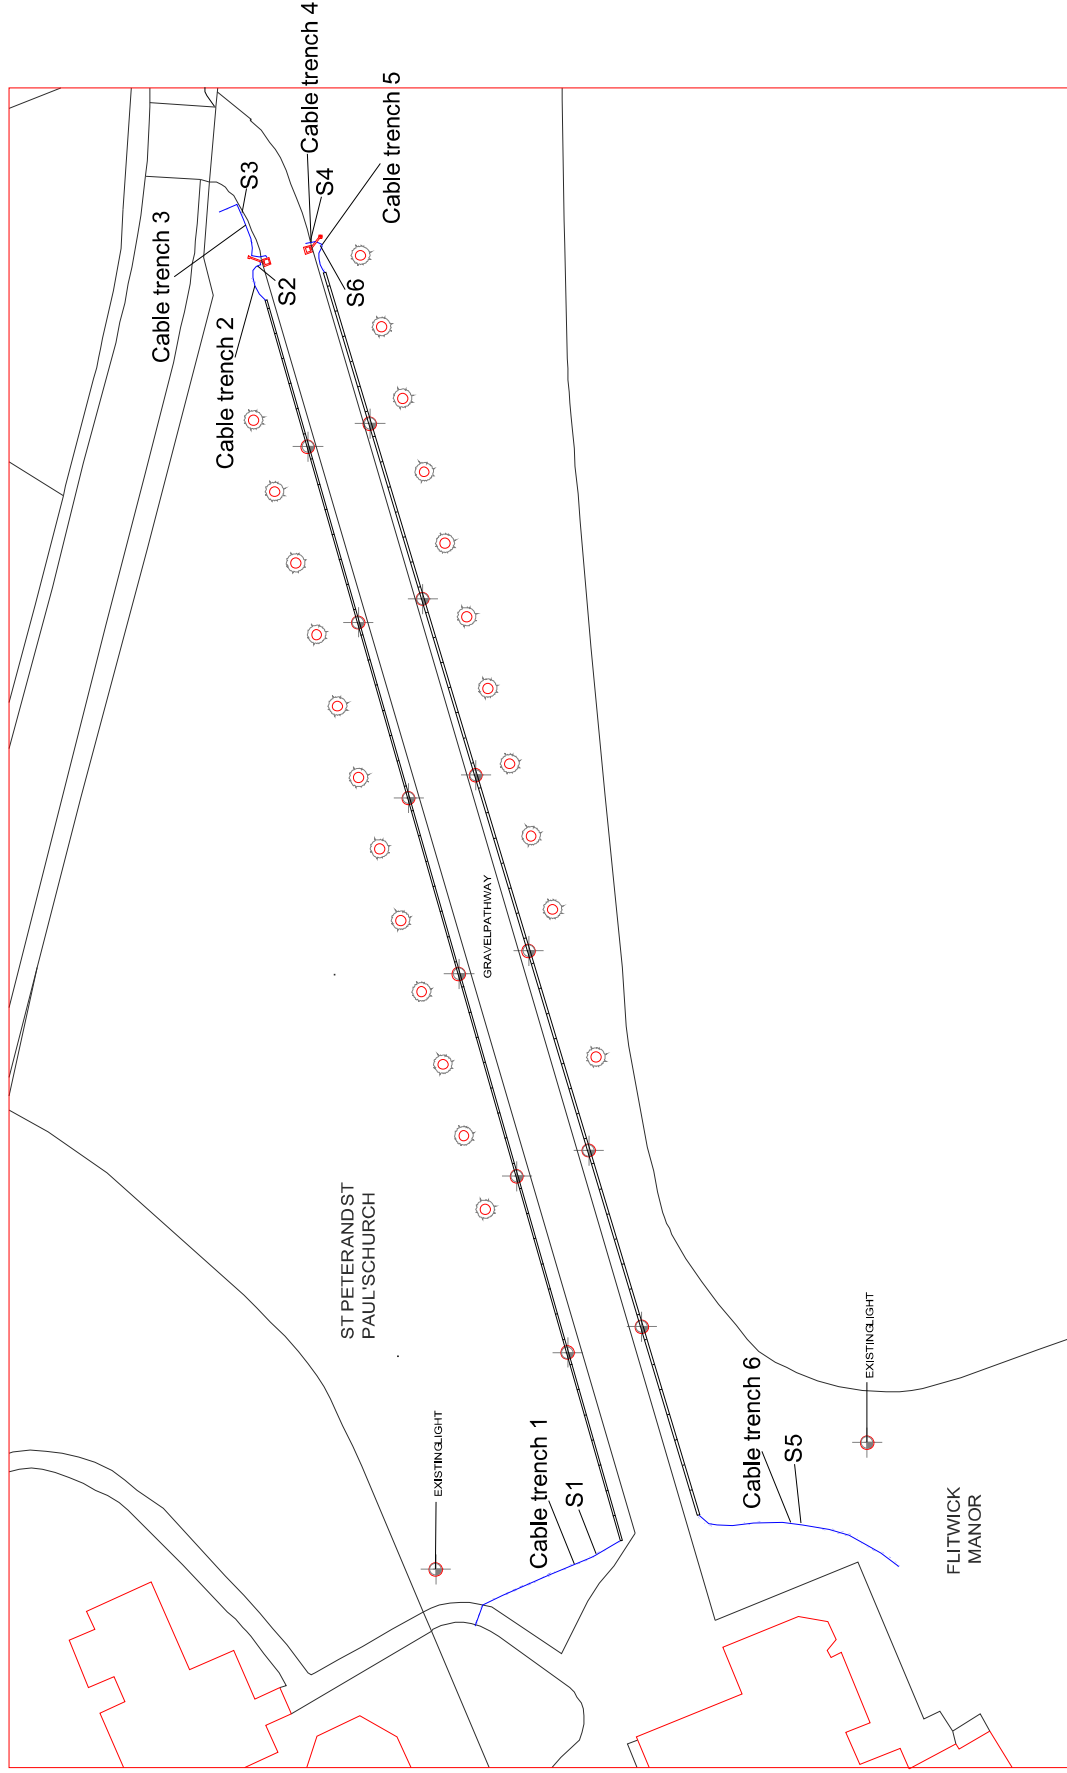 Cable trench 4
Cable trench 5
S3
S4
Cable trench 3
S2
S6
Cable trench 2
GRAVELPATHWAY
ST PETERANDST
PAUL'SCHURCH
EXISTINGLIGHT
EXISTINGLIGHT
Cable trench 1
S1
Cable trench 6
S5
FLITWICK
MANOR